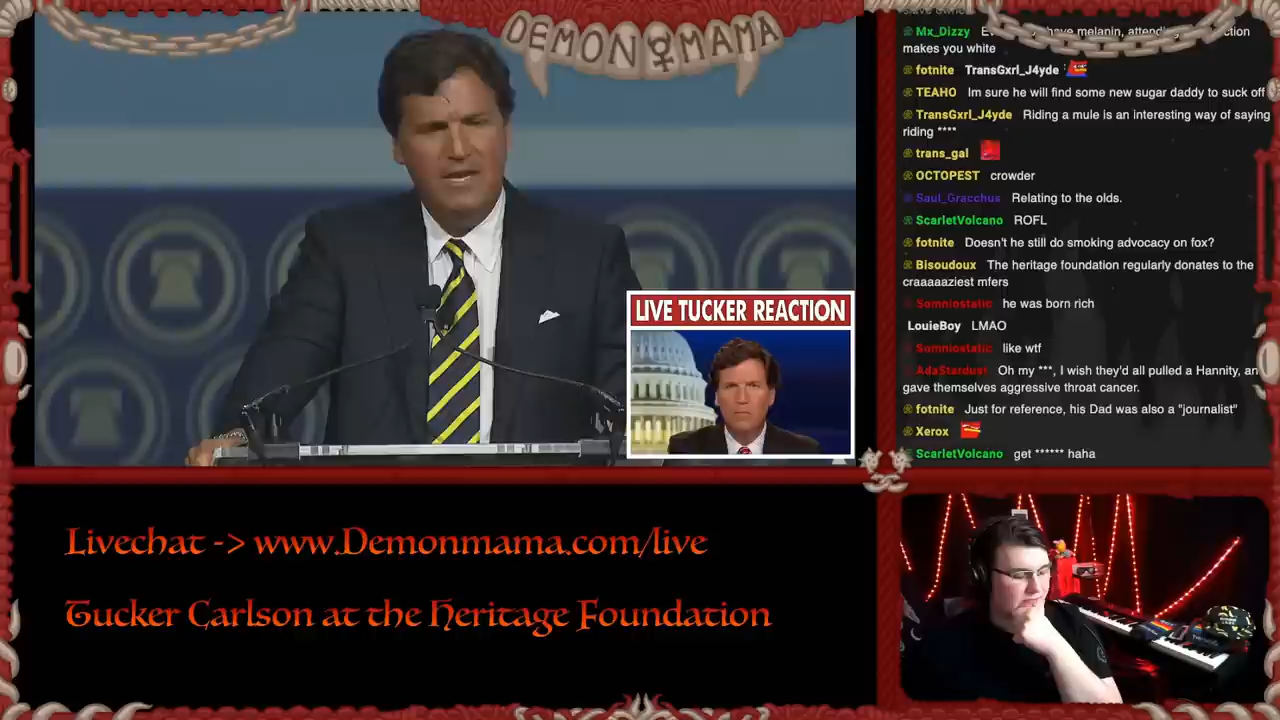 DEMON MAMA
Mx_Dizzy have melanin, attending
makes you white
fotnite TransGxrl_J4yde
TEAHO Im sure he will find some new sugar daddy to suck off
TransGxrl_J4yde Riding a mule is an interesting way of saying
riding ****
trans_gal
OCTOPEST crowder
Saul_Gracchus Relating to the olds.
ScarletVolcano ROFL
fotnite Doesn't he still do smoking advocacy on fox?
Bisoudoux The heritage foundation regularly donates to the
craaaaaziest mfers
Somniostatic he was born rich
LouieBoy LMAO
Somniostatic like wtf
AdaStardust Oh my ***, I wish they'd all pulled a Hannity, an
gave themselves aggressive throat cancer.
fotnite Just for reference, his Dad was also a "journalist"
Xerox
ScarletVolcano get ****** haha
LIVE TUCKER REACTION
Livechat -> www.Demonmama.com/live
Tucker Carlson at the Heritage Foundation